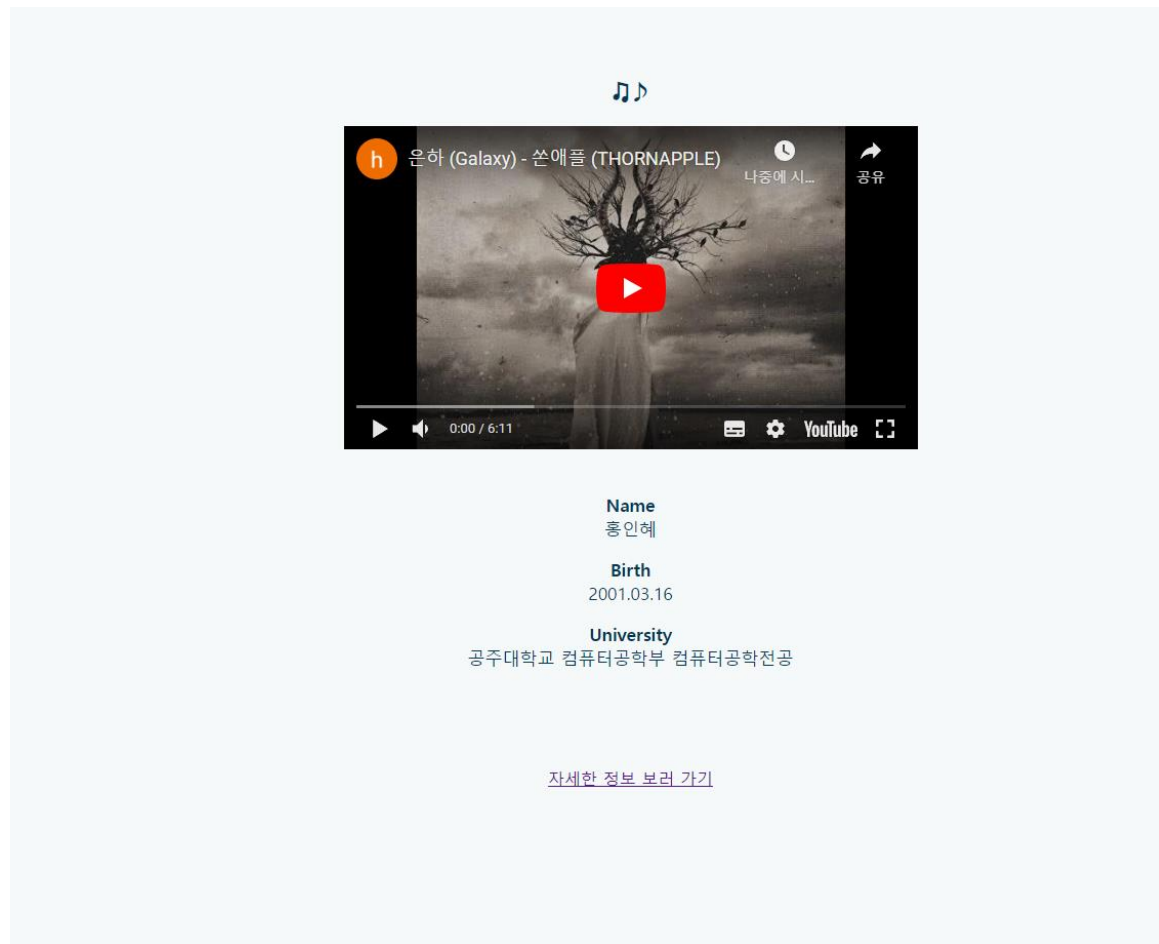 ♫♪
h 은하 (Galaxy) - 쏜애플 (THORNAPPLE)
나중에 시... 공유
0:00 / 6:11 YouTube
Name
홍인혜
Birth
2001.03.16
University
공주대학교 컴퓨터공학부 컴퓨터공학전공
자세한 정보 보러 가기